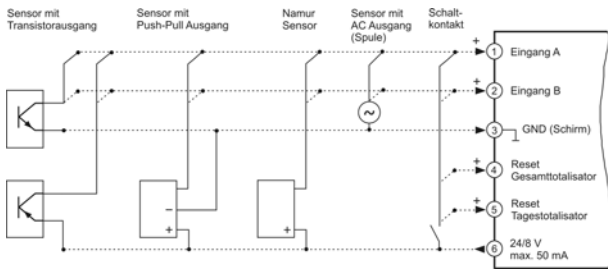 Sensor mit
Transistorausgang
Sensor mit
Push-Pull Ausgang
Namur
Sensor
Sensor mit
AC Ausgang
(Spule)
Schalt-
kontakt
+ 1 Eingang A
+ 2 Eingang B
3 GND (Schirm)
+ 4 Reset
Gesamttotalisator
+ 5 Reset
Tagestotalisator
6 24/8 V
max. 50 mA
~
−
+
+